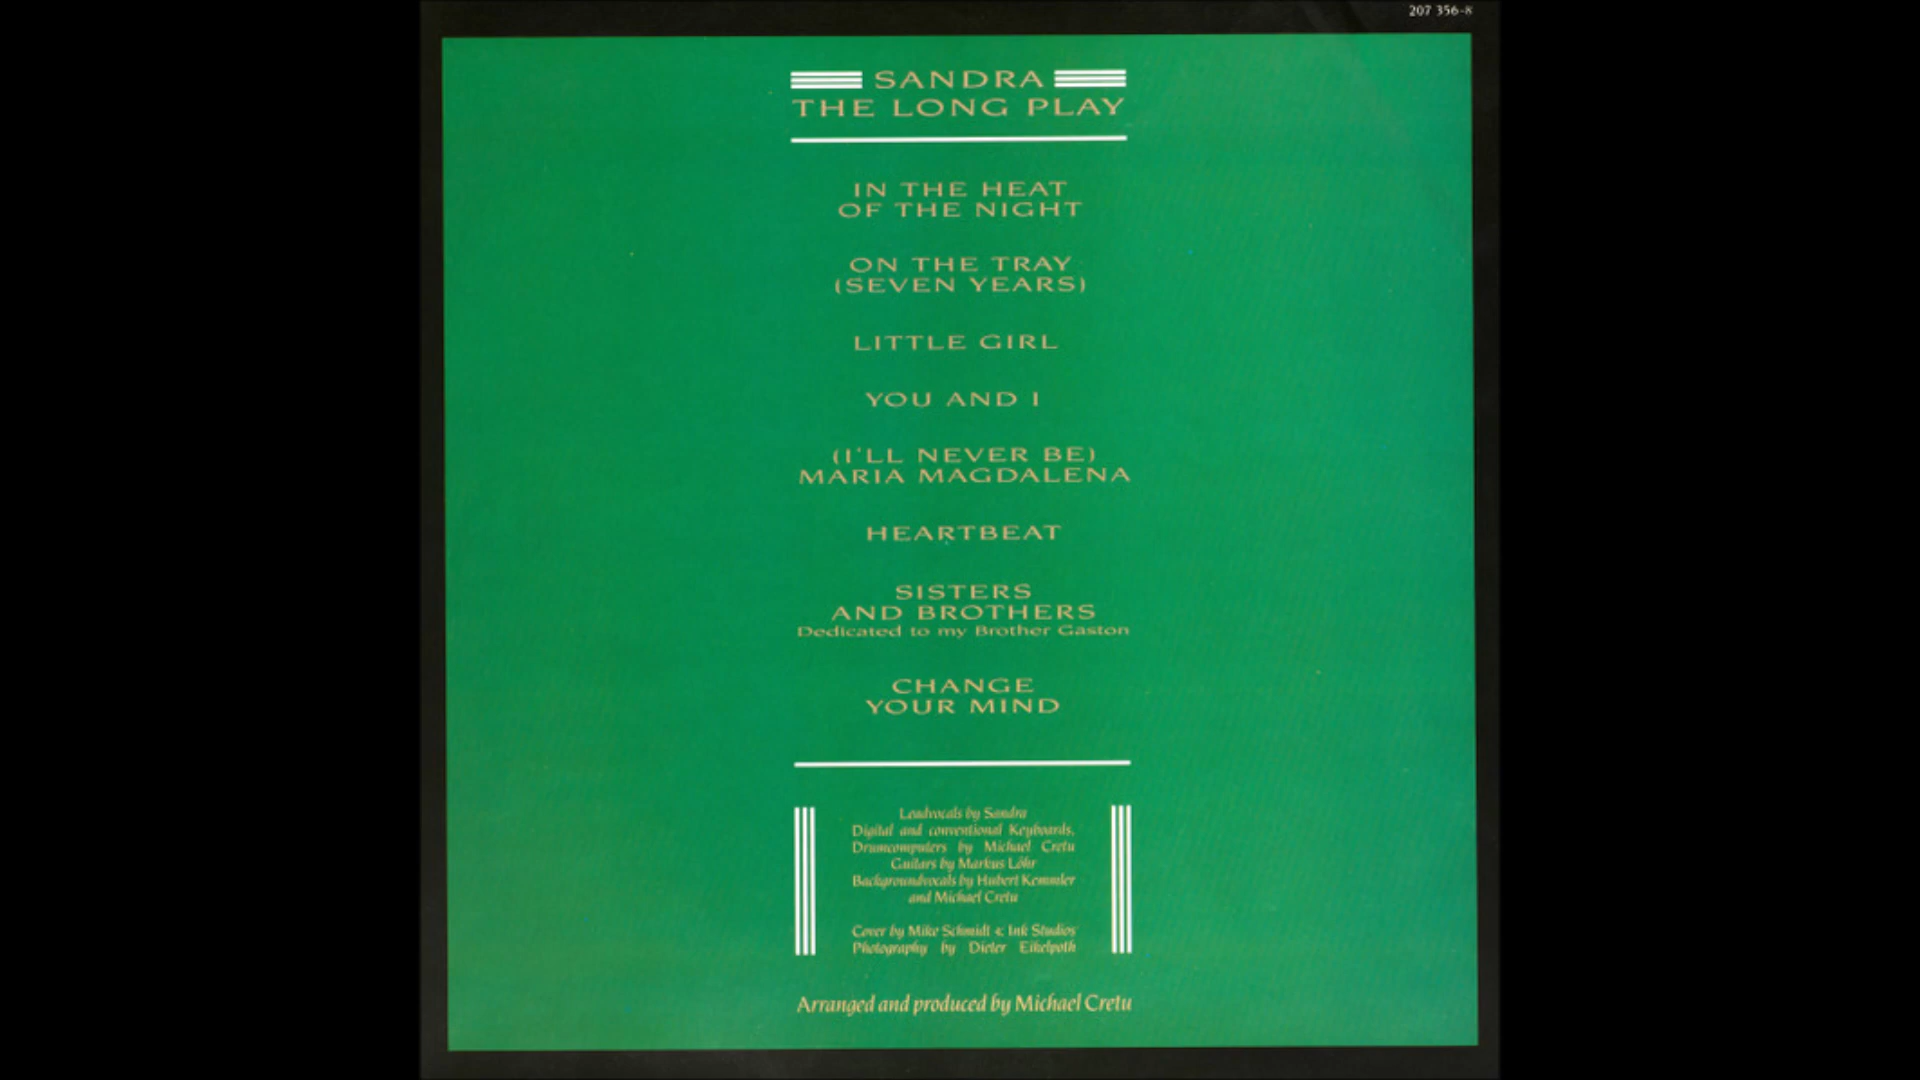 207 356-8
SANDRA
THE LONG PLAY
IN THE HEAT
OF THE NIGHT
ON THE TRAY
(SEVEN YEARS)
LITTLE GIRL
YOU AND I
(I'LL NEVER BE)
MARIA MAGDALENA
HEARTBEAT
SISTERS
AND BROTHERS
Dedicated to my Brother Gaston
CHANGE
YOUR MIND
Leadvocals by Sandra
Digital and conventional Keyboards,
Drumcomputers by Michael Cretu
Guitars by Markus Löhr
Backgroundvocals by Hubert Kemmler
and Michael Cretu
Cover by Mike Schmidt & Ink Studios
Photography by Dieter Eikelpoth
Arranged and produced by Michael Cretu